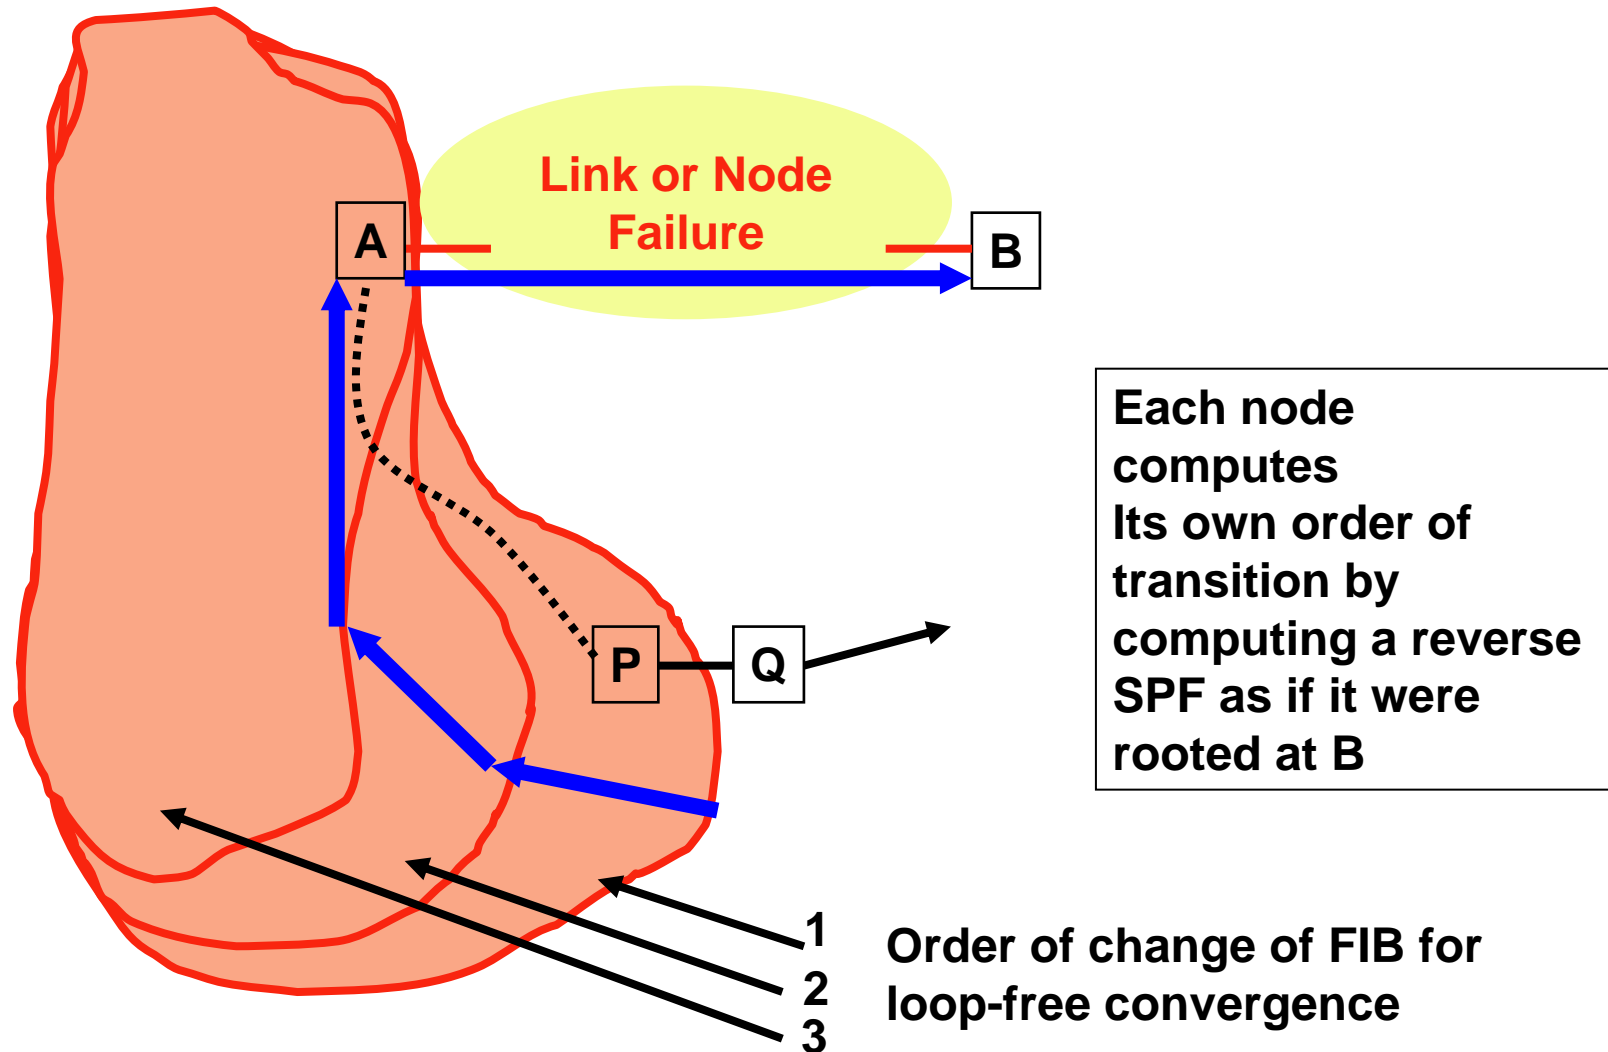 Link or Node
Failure
A
B
Each node
computes
Its own order of
transition by
computing a reverse
SPF as if it were
rooted at B
P
Q
1
2
3
Order of change of FIB for
loop-free convergence